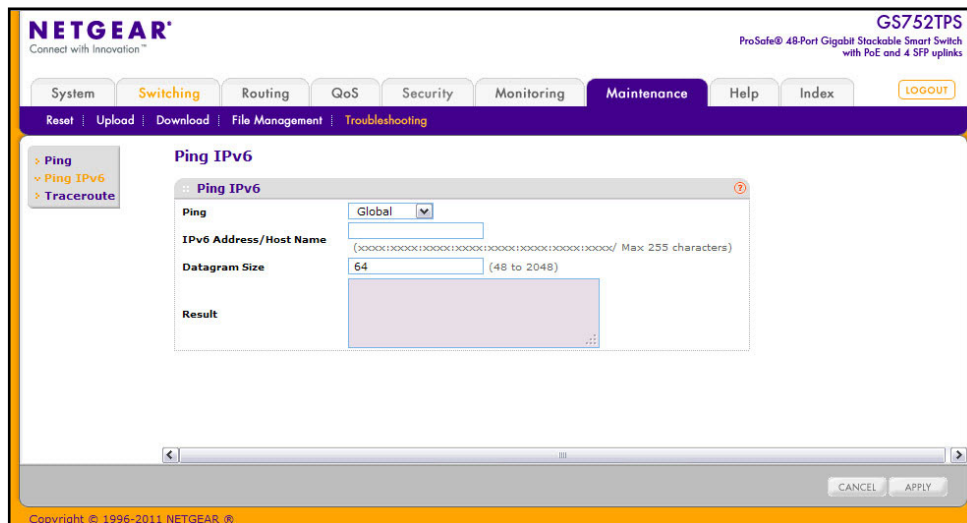 NETGEAR®
Connect with Innovation™
GS752TPS
ProSafe® 48-Port Gigabit Stackable Smart Switch
with PoE and 4 SFP uplinks
System Switching Routing QoS Security Monitoring Maintenance Help Index LOGOUT
Reset Upload Download File Management Troubleshooting
Ping
Ping IPv6
Traceroute
Ping IPv6
Ping IPv6
Ping Global
IPv6 Address/Host Name
(xxxx:xxxx:xxxx:xxxx:xxxx:xxxx:xxxx:xxxx/ Max 255 characters)
Datagram Size 64 (48 to 2048)
Result
CANCEL APPLY
Copyright © 1996-2011 NETGEAR ®